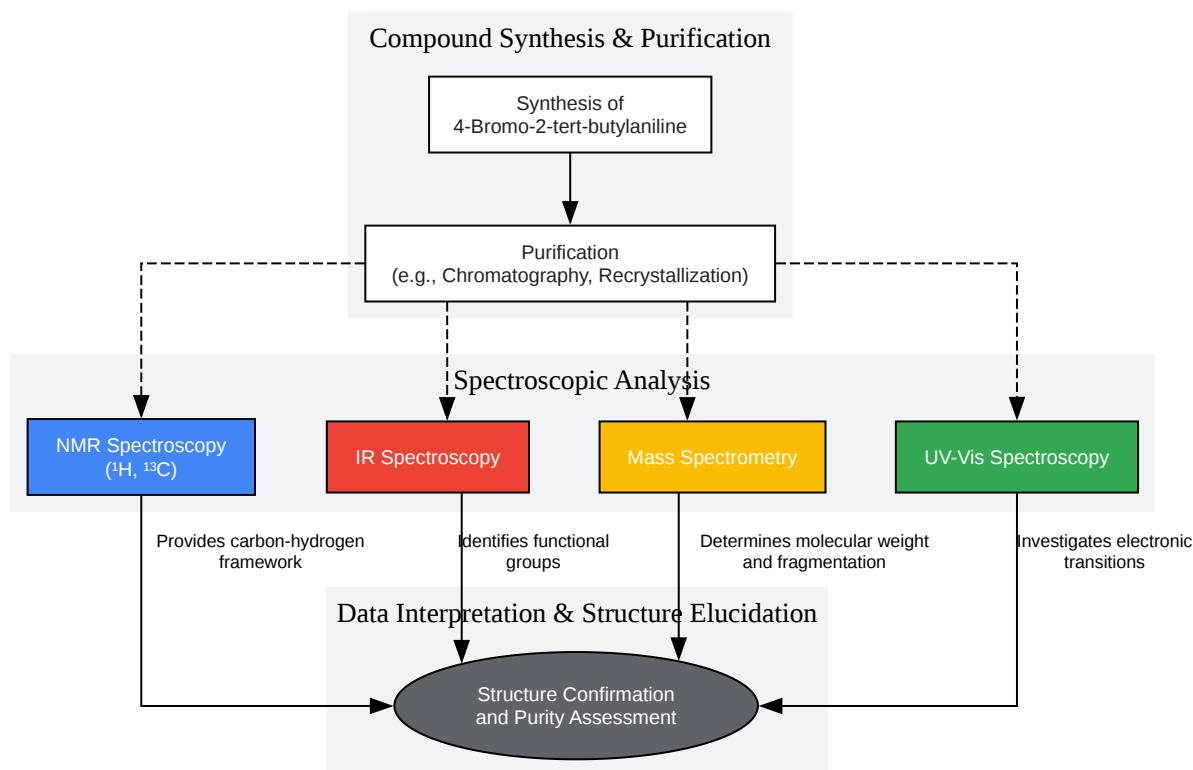 Compound Synthesis & Purification
Synthesis of
4-Bromo-2-tert-butylaniline
Purification
(e.g., Chromatography, Recrystallization)
Spectroscopic Analysis
NMR Spectroscopy
(¹H, ¹³C)
IR Spectroscopy
Mass Spectrometry
UV-Vis Spectroscopy
Provides carbon-hydrogen
framework
Identifies functional
groups
Determines molecular weight
and fragmentation
Investigates electronic
transitions
Data Interpretation & Structure Elucidation
Structure Confirmation
and Purity Assessment